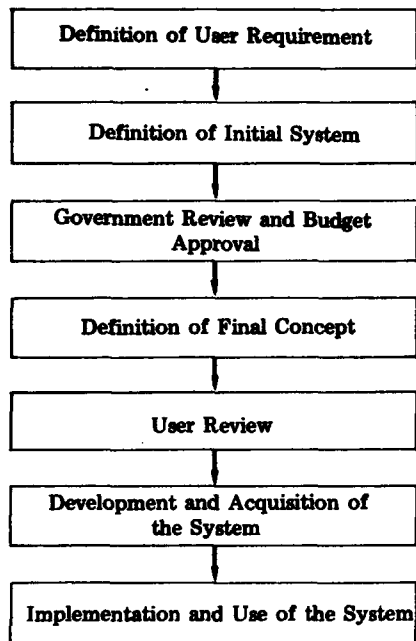 Definition of User Requirement
Definition of Initial System
Government Review and Budget
Approval
Definition of Final Concept
User Review
Development and Acquisition of
the System
Implementation and Use of the System